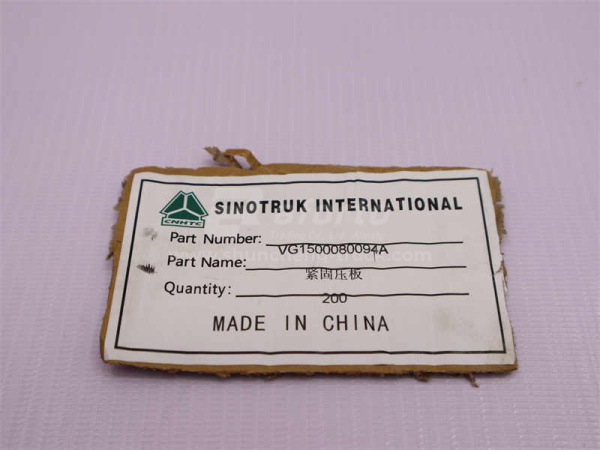 CNHTC
SINOTRUK INTERNATIONAL
Part Number:
VG1500080094A
Part Name:
紧固压板
Quantity:
200
MADE IN CHINA